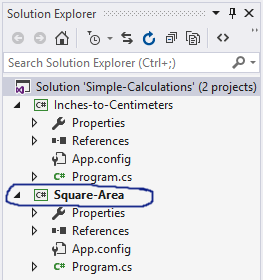 Solution Explorer
Search Solution Explorer (Ctrl+;)
Solution 'Simple-Calculations' (2 projects)
C# Inches-to-Centimeters
Properties
References
App.config
C# Program.cs
C# Square-Area
Properties
References
App.config
C# Program.cs